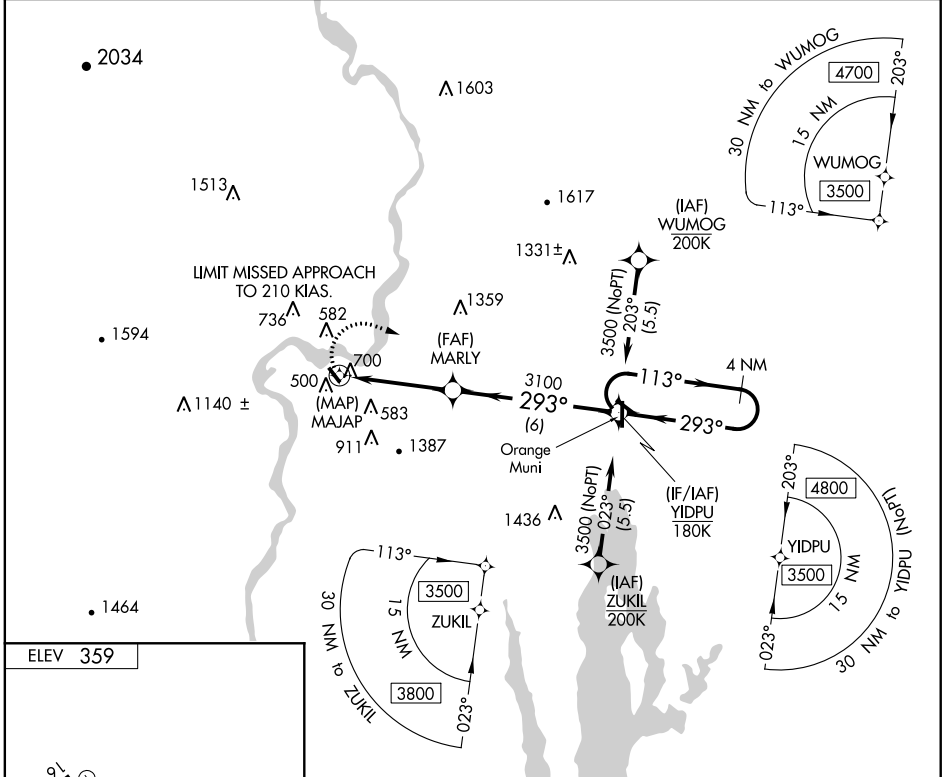 2034
1603
30 NM to WUMOG
4700
203°
15 NM
WUMOG
3500
113°
1513
1617
(IAF)
WUMOG
200K
1331±
LIMIT MISSED APPROACH
TO 210 KIAS.
736
582
1359
3500 (NoPT)
203°
(5.5)
1594
(FAF)
MARLY
700
4 NM
113°
3100
293°
(6)
293°
500
(MAP)
MAJAP
583
1140 ±
911
1387
Orange
Muni
(IF/IAF)
YIDPU
180K
1436
3500 (NoPT)
023°
(5.5)
203°
4800
YIDPU
3500
15 NM
30 NM to YIDPU (NoPT)
023°
113°
3500
ZUKIL
15 NM
30 NM to ZUKIL
3800
023°
(IAF)
ZUKIL
200K
1464
ELEV 359
16